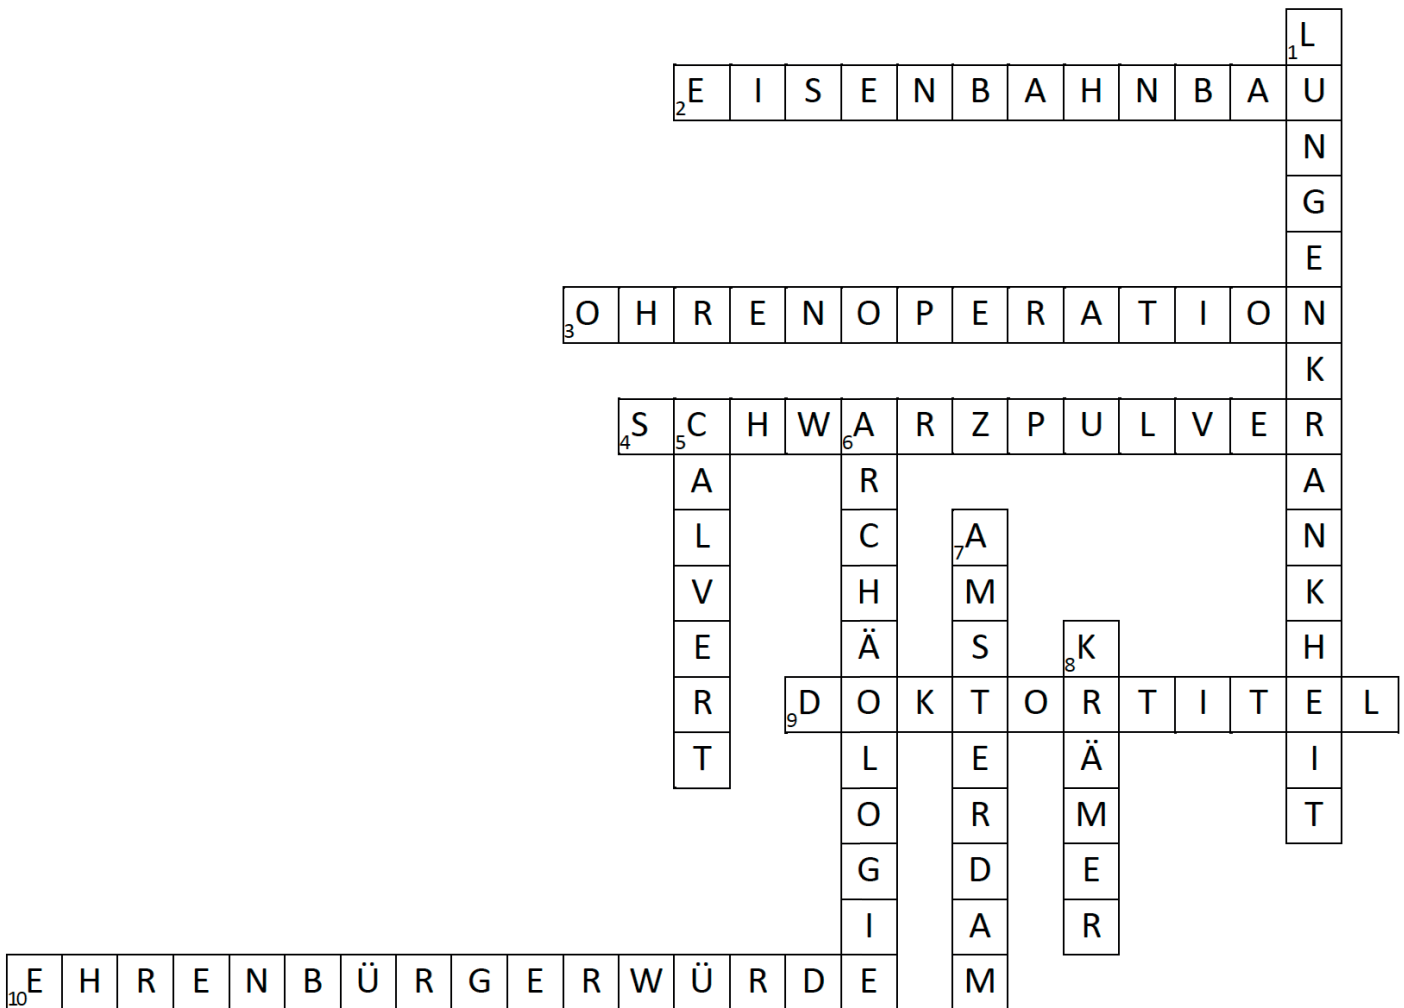 1 LUNGENKRANKHEIT
2 EISENBAHNBAU
3 OHRENOPERATION
4 SCHWARZPULVER
5 CALVERT
6 ARCHÄOLOGIE
7 AMSTERDAM
8 KRÄMER
9 DOKTORTITEL
10 EHRENBÜRGERWÜRDE